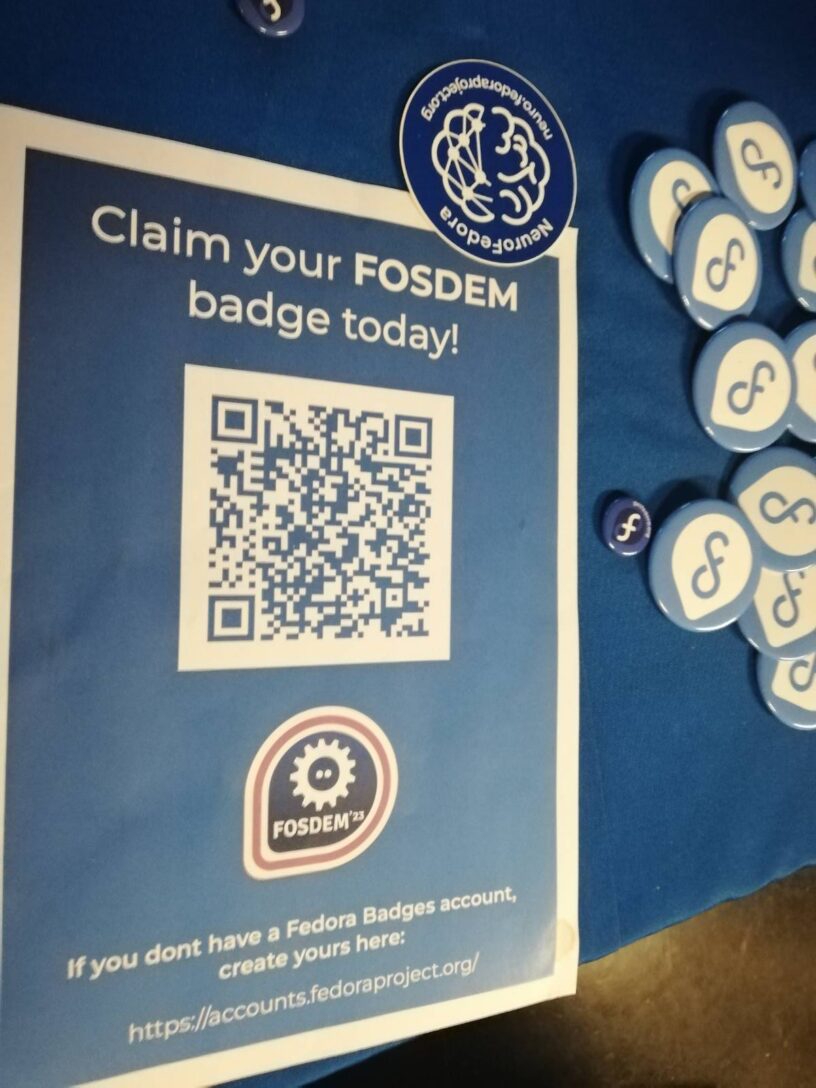 neuro.fedoraproject.org
NeuroFedora
Claim your FOSDEM
badge today!
FOSDEM'23
If you dont have a Fedora Badges account,
create yours here:
https://accounts.fedoraproject.org/